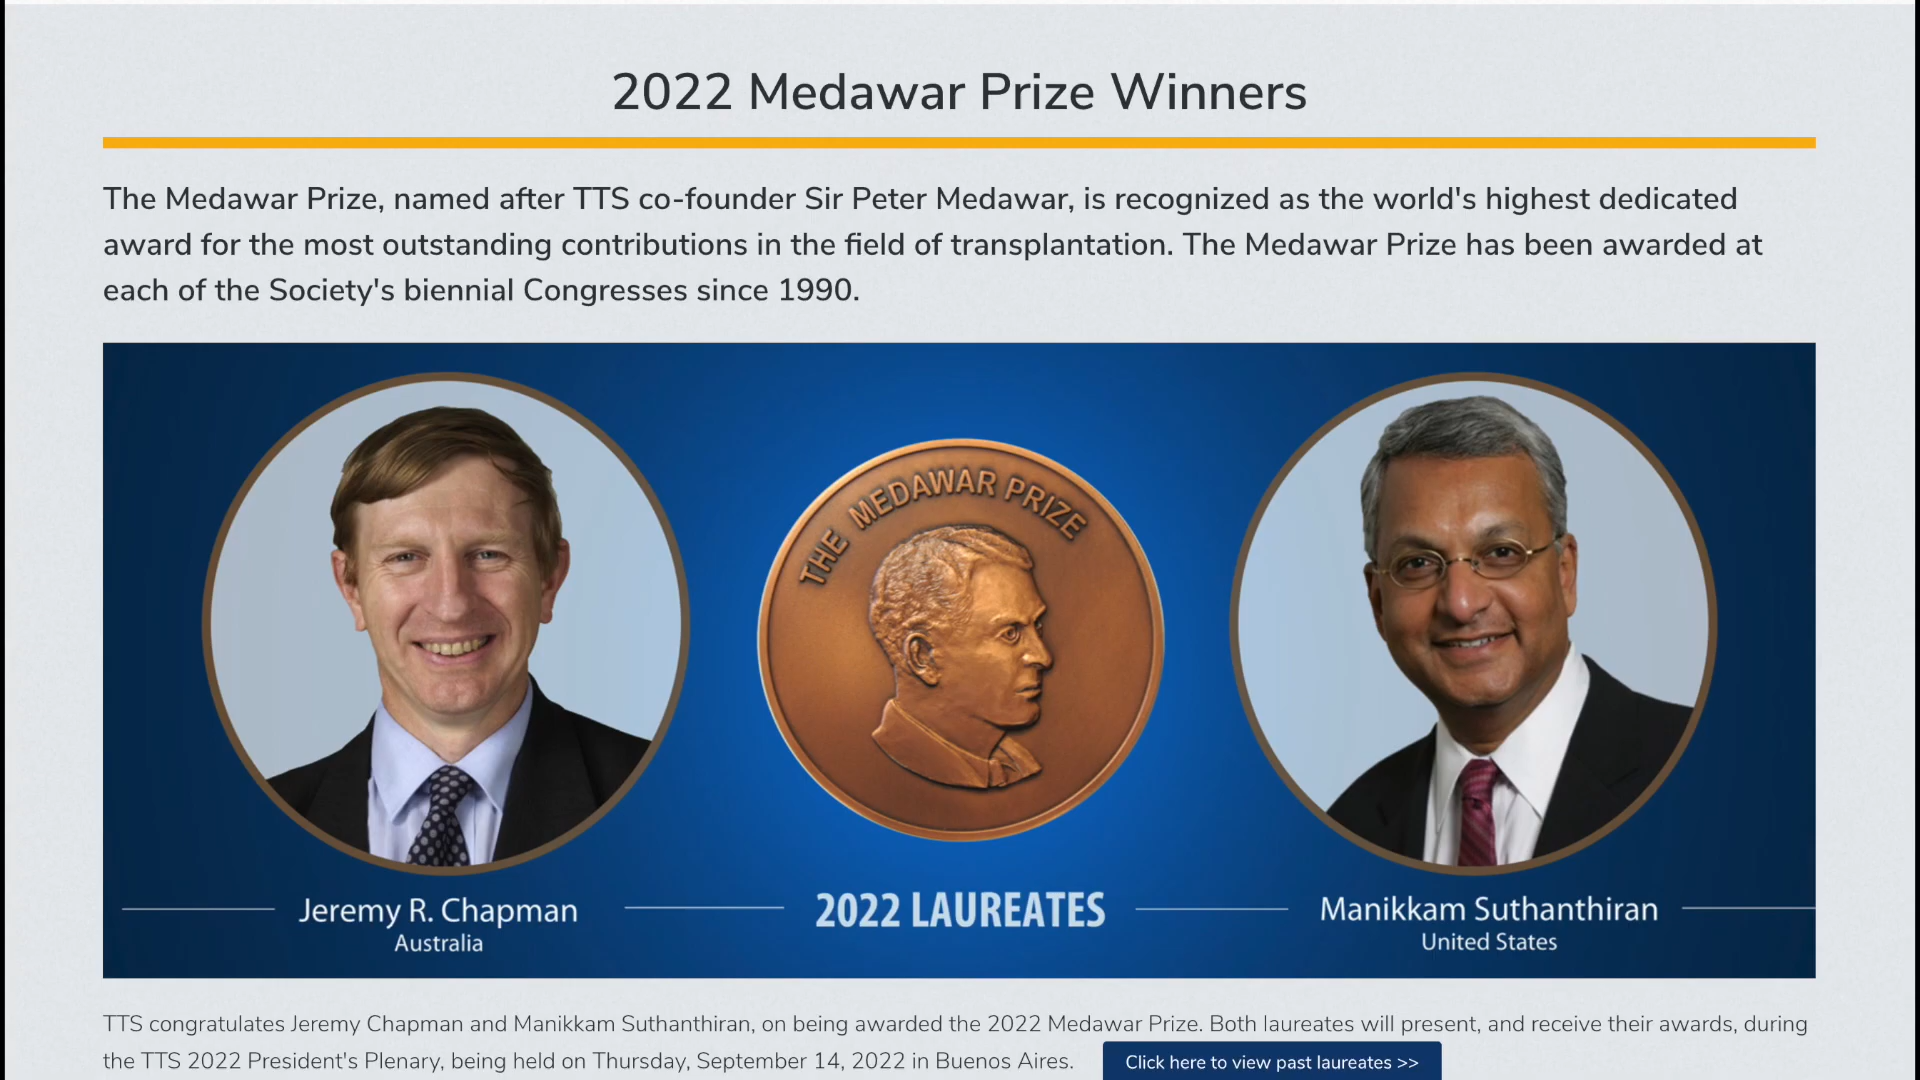 2022 Medawar Prize Winners
The Medawar Prize, named after TTS co-founder Sir Peter Medawar, is recognized as the world's highest dedicated
award for the most outstanding contributions in the field of transplantation. The Medawar Prize has been awarded at
each of the Society's biennial Congresses since 1990.
THE MEDAWAR PRIZE
Jeremy R. Chapman
Australia
2022 LAUREATES
Manikkam Suthanthiran
United States
TTS congratulates Jeremy Chapman and Manikkam Suthanthiran, on being awarded the 2022 Medawar Prize. Both laureates will present, and receive their awards, during
the TTS 2022 President's Plenary, being held on Thursday, September 14, 2022 in Buenos Aires.
Click here to view past laureates >>